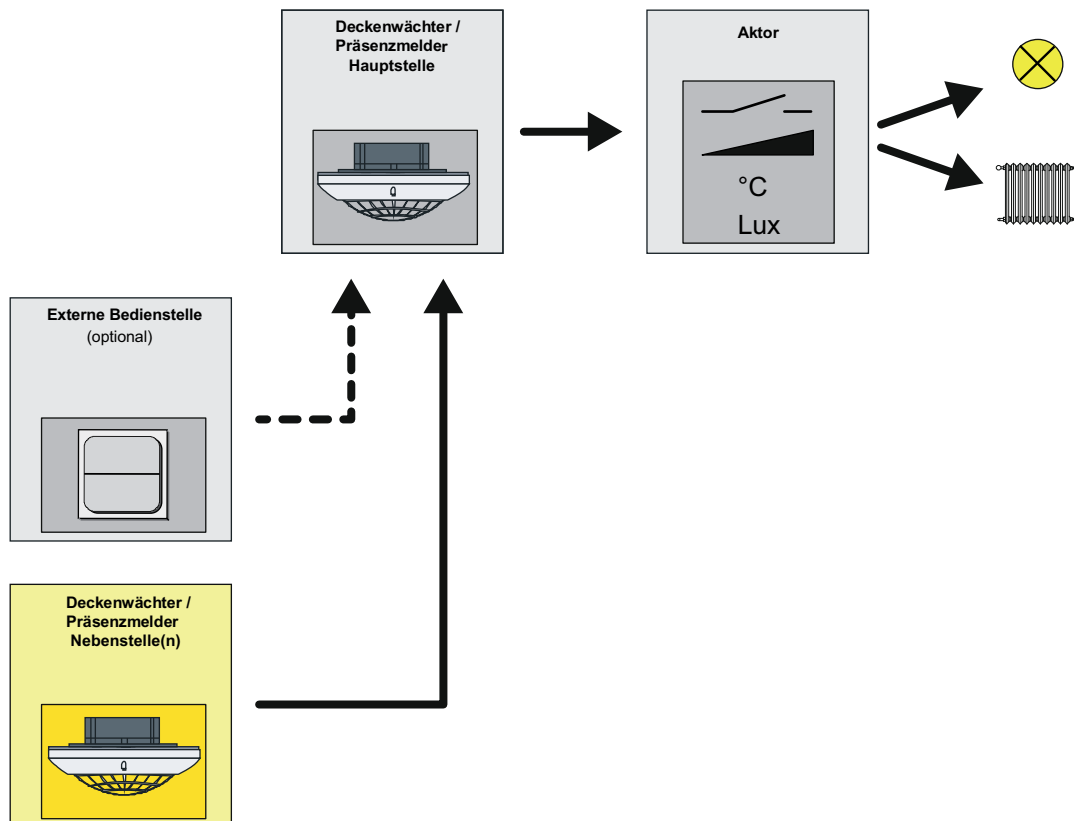 Deckenwächter /
Präsenzmelder
Hauptstelle
Aktor
°C
Lux
Externe Bedienstelle
(optional)
Deckenwächter /
Präsenzmelder
Nebenstelle(n)